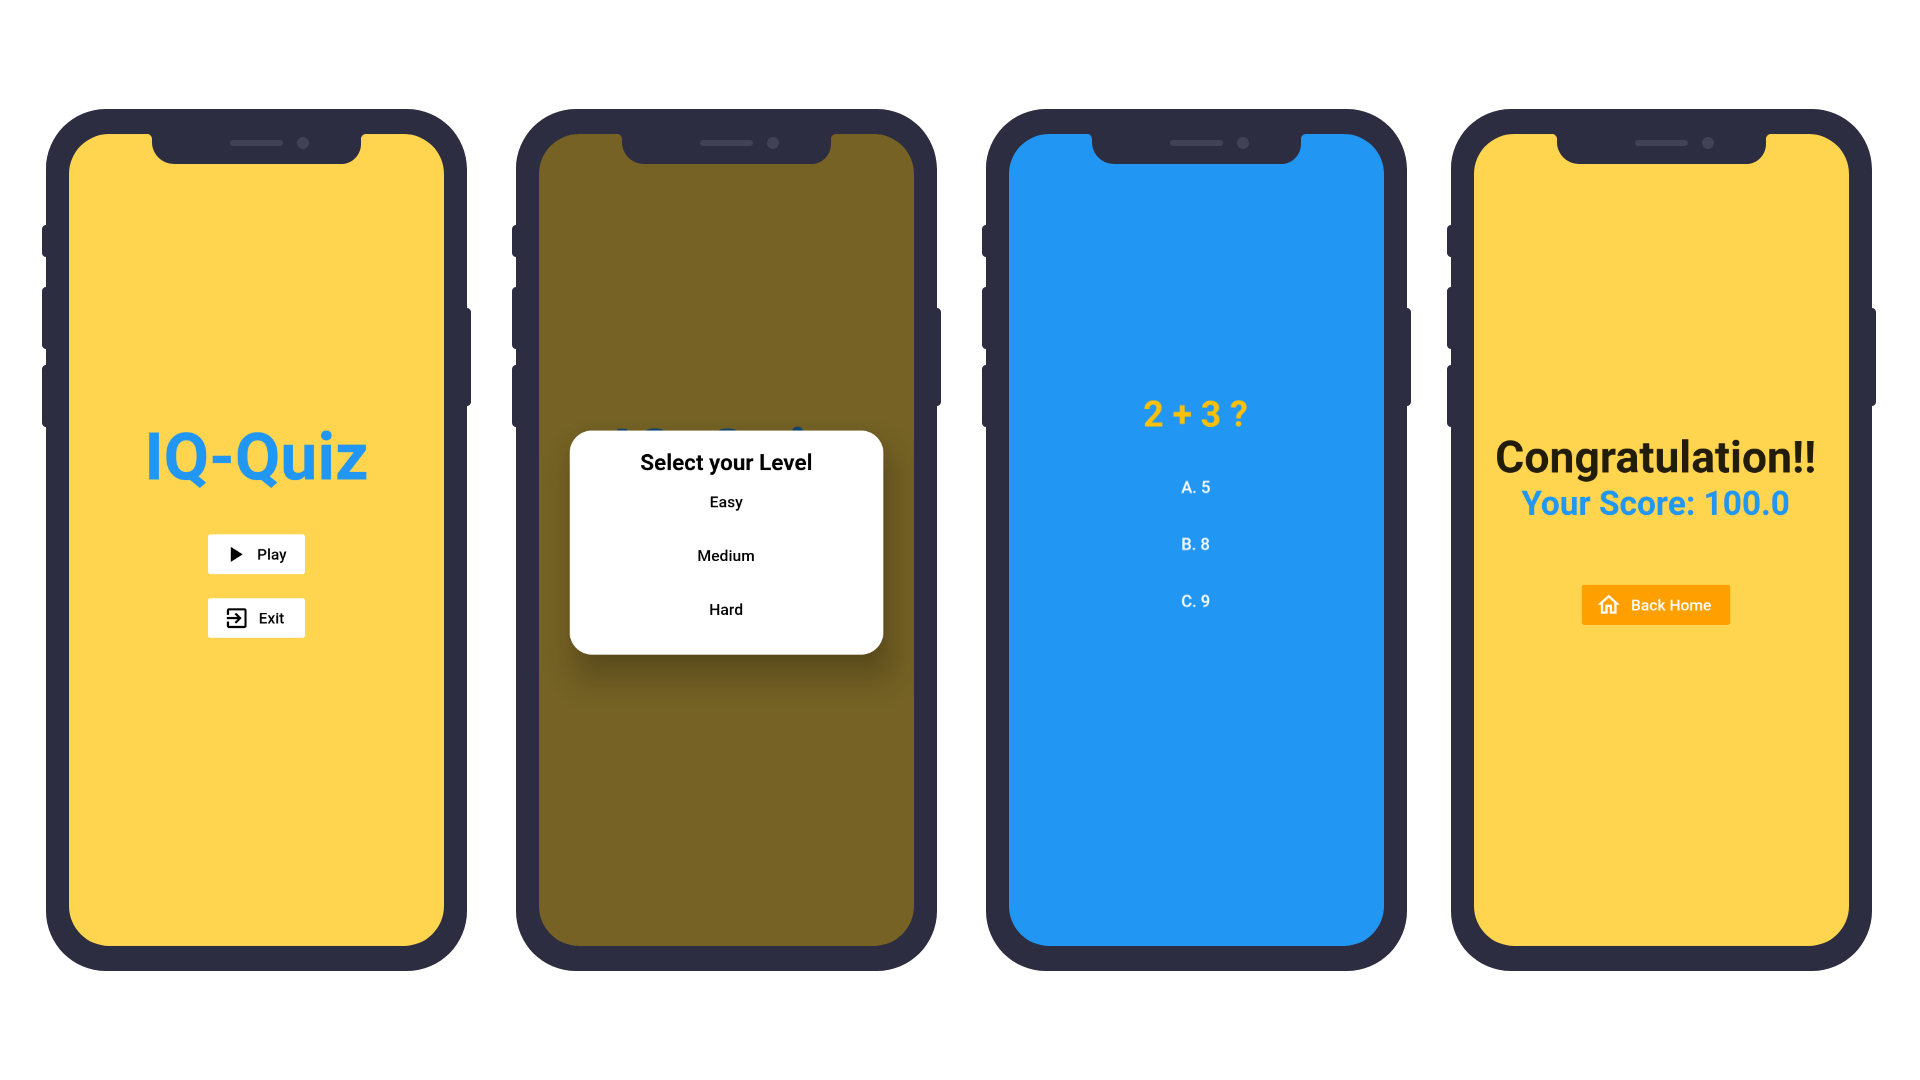 IQ-Quiz
Play
Exit
Select your Level
Easy
Medium
Hard
2 + 3 ?
A. 5
B. 8
C. 9
Congratulation!!
Your Score: 100.0
Back Home